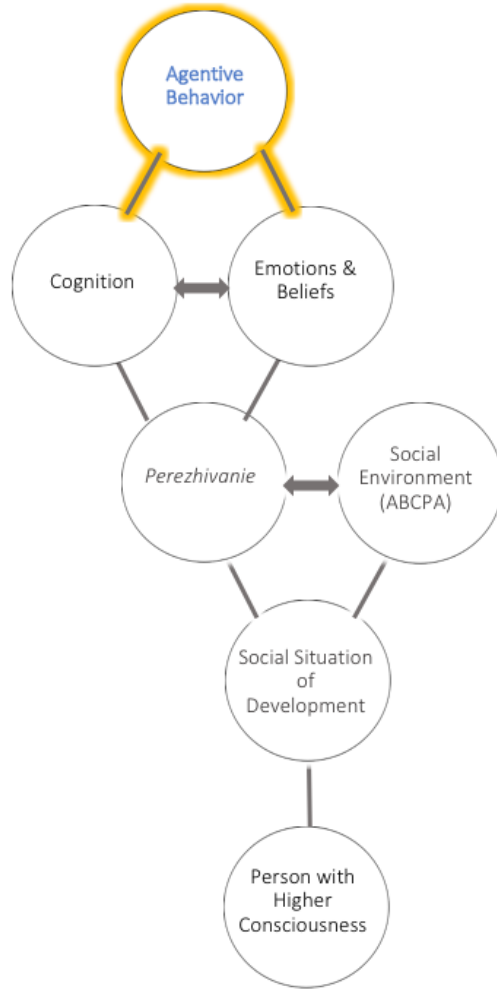 Agentive
Behavior
Cognition
Emotions &
Beliefs
Perezhivanie
Social
Environment
(ABCPA)
Social Situation
of
Development
Person with
Higher
Consciousness